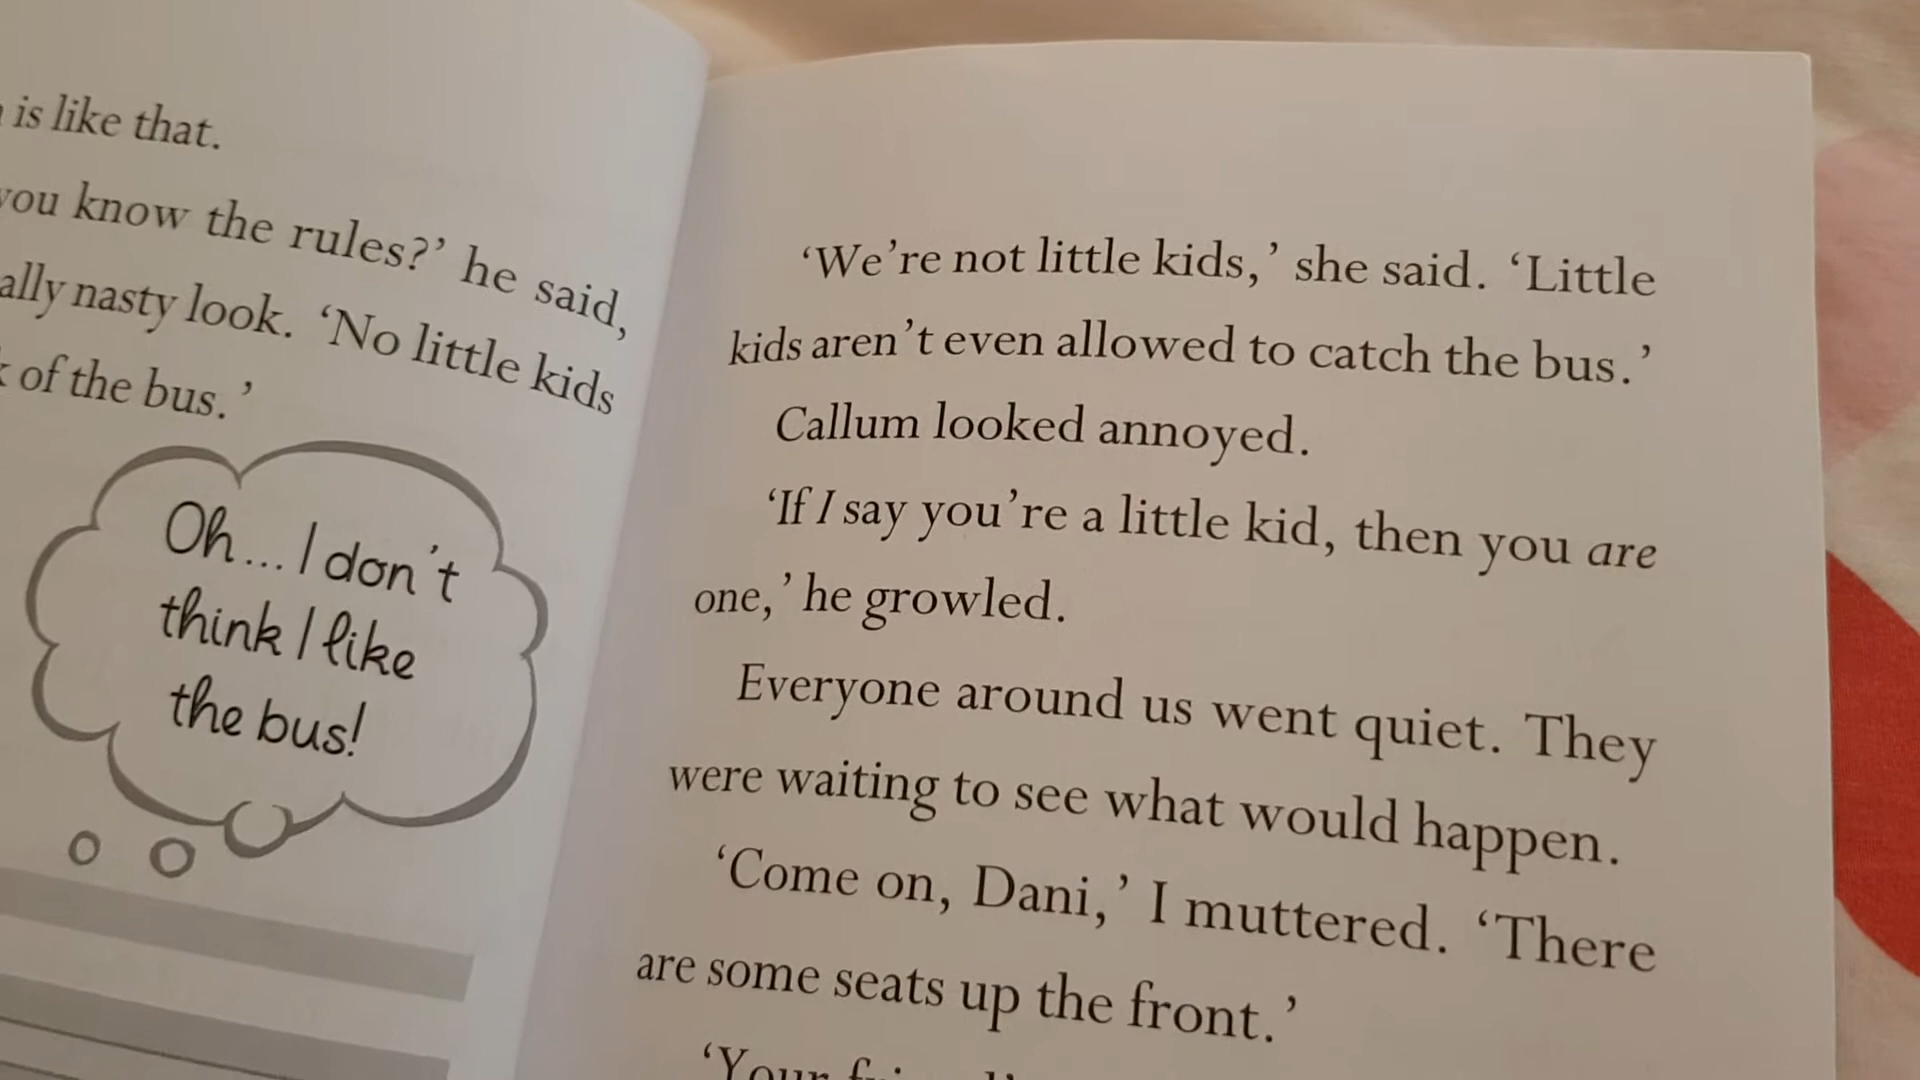 is like that.
you know the rules?’ he said,
nasty look. ‘No little kids
of the bus.’
Oh... I don't
think I like
the bus!
‘We’re not little kids,’ she said. ‘Little
kids aren’t even allowed to catch the bus.’
Callum looked annoyed.
‘If I say you’re a little kid, then you are
one,’ he growled.
Everyone around us went quiet. They
were waiting to see what would happen.
‘Come on, Dani,’ I muttered. ‘There
are some seats up the front.’
‘Your